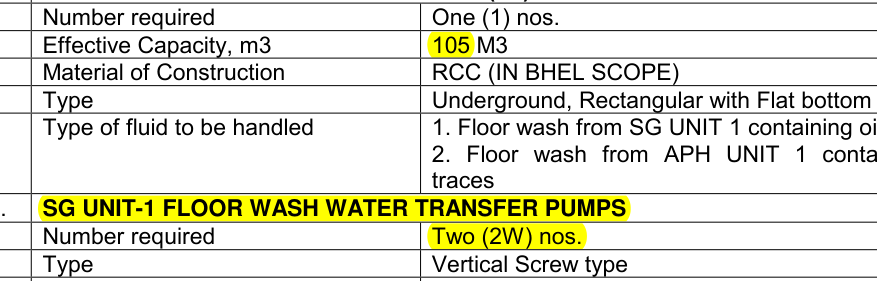 Number required One (1) nos.
Effective Capacity, m3 105 M3
Material of Construction RCC (IN BHEL SCOPE)
Type Underground, Rectangular with Flat bottom
Type of fluid to be handled 1. Floor wash from SG UNIT 1 containing oi
2. Floor wash from APH UNIT 1 conta
traces
. SG UNIT-1 FLOOR WASH WATER TRANSFER PUMPS
Number required Two (2W) nos.
Type Vertical Screw type